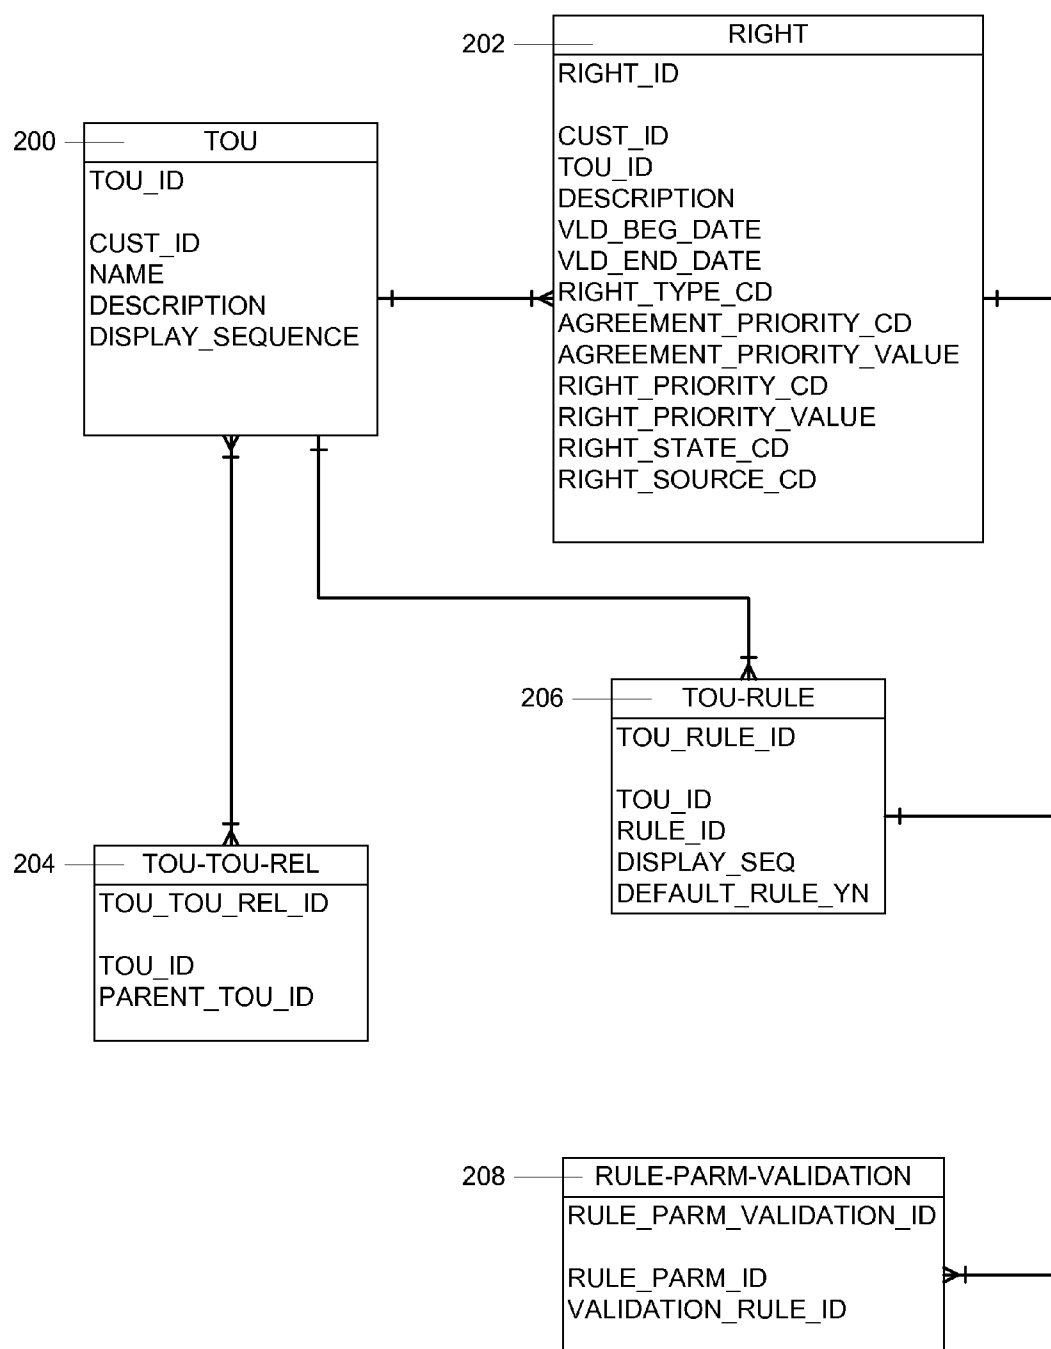 202
RIGHT
RIGHT_ID
CUST_ID
TOU_ID
DESCRIPTION
VLD_BEG_DATE
VLD_END_DATE
RIGHT_TYPE_CD
AGREEMENT_PRIORITY_CD
AGREEMENT_PRIORITY_VALUE
RIGHT_PRIORITY_CD
RIGHT_PRIORITY_VALUE
RIGHT_STATE_CD
RIGHT_SOURCE_CD
200
TOU
TOU_ID
CUST_ID
NAME
DESCRIPTION
DISPLAY_SEQUENCE
206
TOU-RULE
TOU_RULE_ID
TOU_ID
RULE_ID
DISPLAY_SEQ
DEFAULT_RULE_YN
204
TOU-TOU-REL
TOU_TOU_REL_ID
TOU_ID
PARENT_TOU_ID
208
RULE-PARM-VALIDATION
RULE_PARM_VALIDATION_ID
RULE_PARM_ID
VALIDATION_RULE_ID